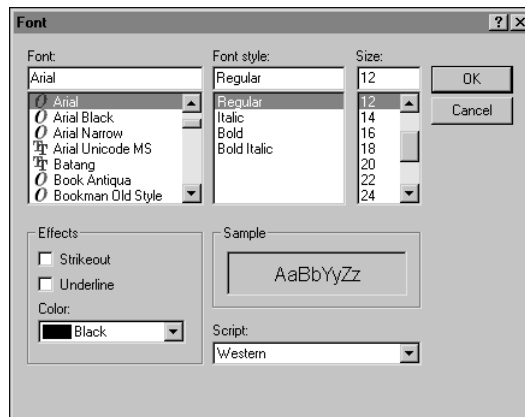 Font
Font:
Arial
Arial
Arial Black
Arial Narrow
Arial Unicode MS
Batang
Book Antiqua
Bookman Old Style
Font style:
Regular
Regular
Italic
Bold
Bold Italic
Size:
12
12
14
16
18
20
22
24
OK
Cancel
Effects
Strikeout
Underline
Color:
Black
Sample
AaBbYyZz
Script:
Western